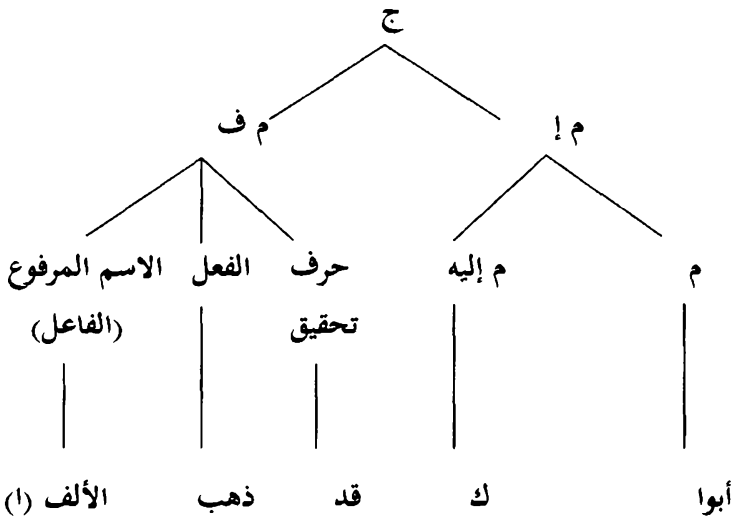 ج
م إ م ف
م م إليه حرف الفعل الاسم المرفوع
تحقيق (الفاعل)
أبوا ك قد ذهب الألف (ا)